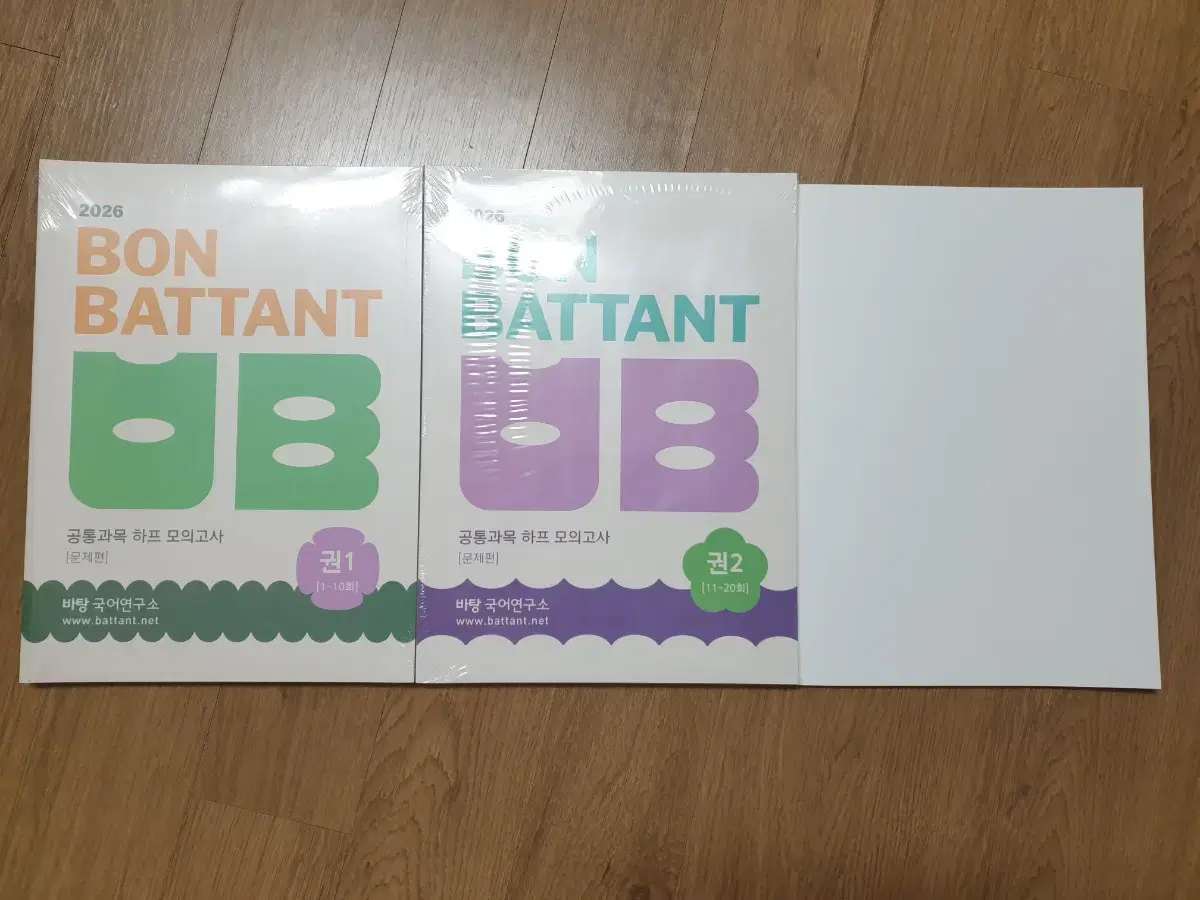 2026
BON
BATTANT
ㅂB
공통과목 하프 모의고사
[문제편]
권1
[1~10회]
바탕 국어연구소
www.battant.net
2026
BON
BATTANT
ㅂB
공통과목 하프 모의고사
[문제편]
권2
[11~20회]
바탕 국어연구소
www.battant.net